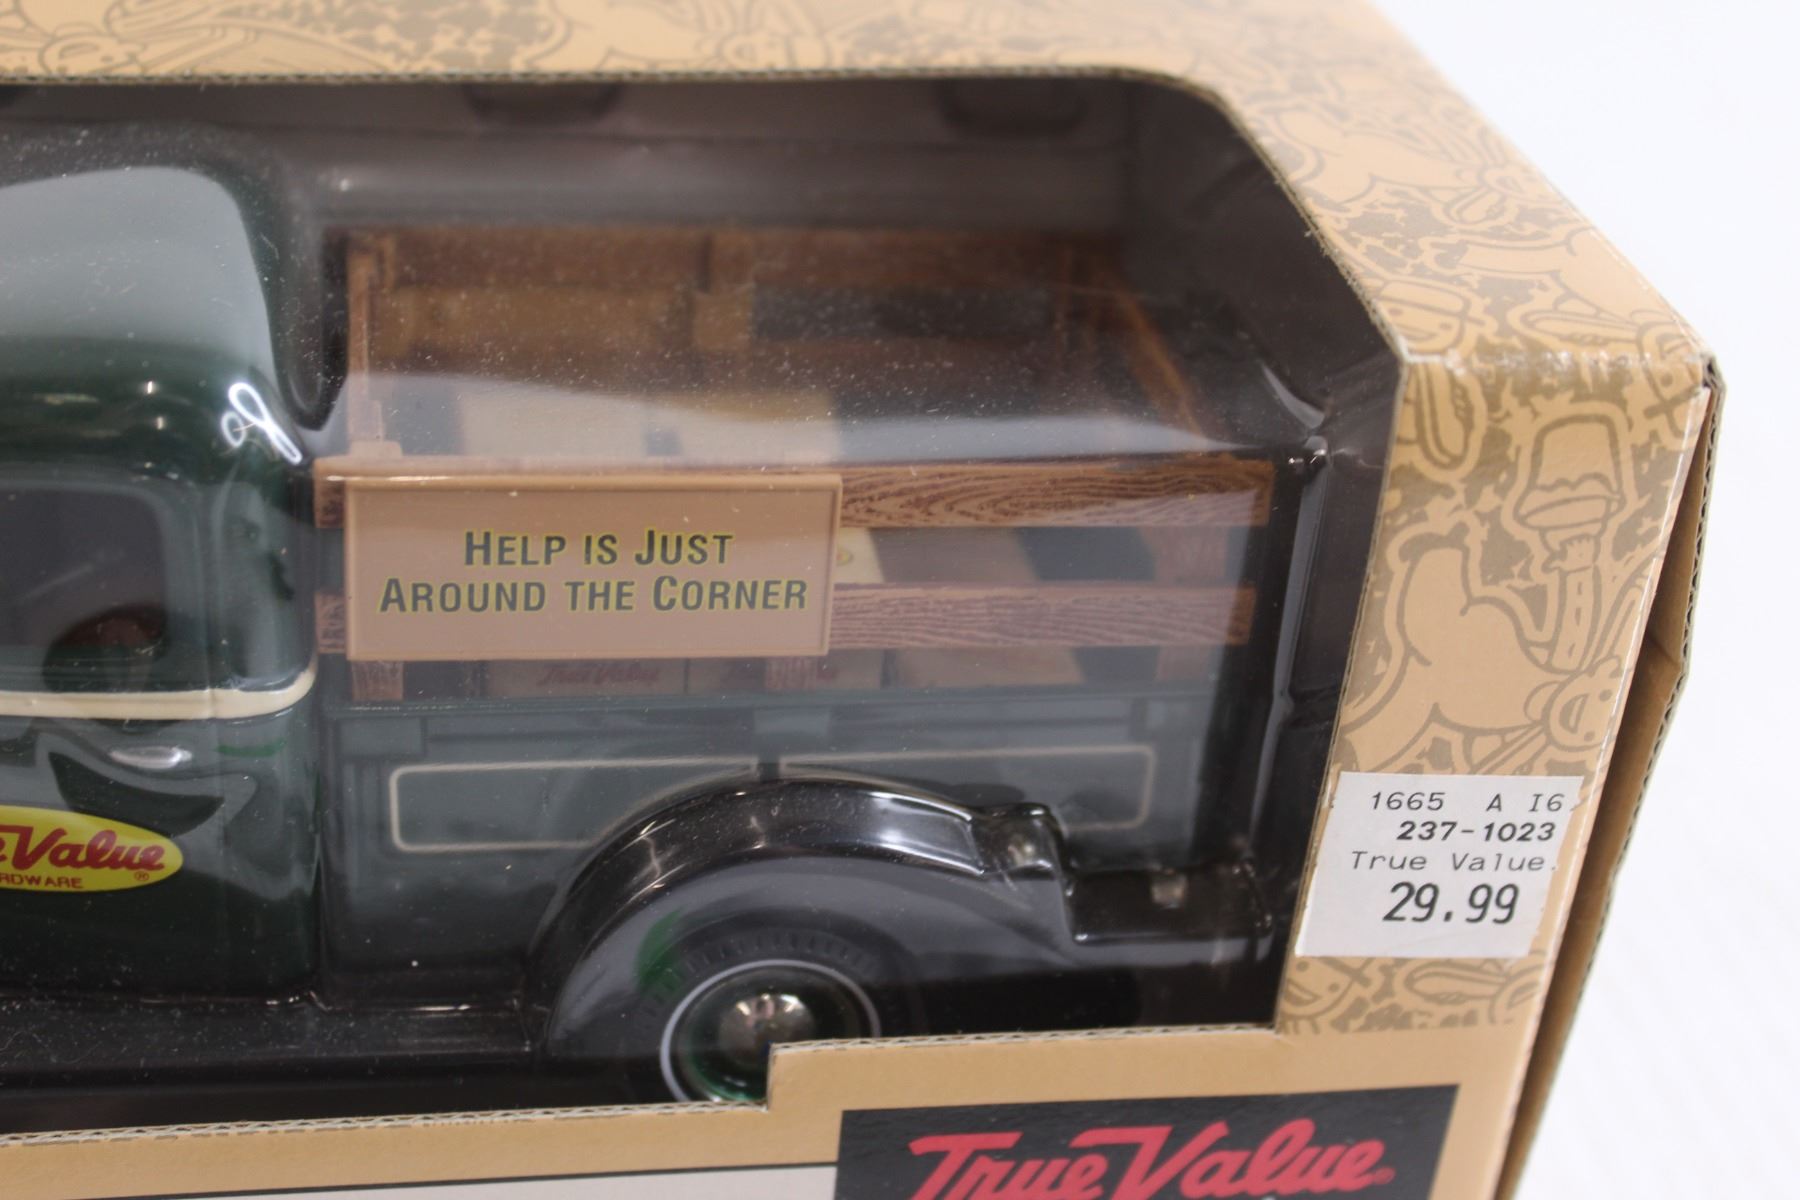 HELP IS JUST
AROUND THE CORNER
True Value
Value®
RDWARE
1665 A I6
237-1023
True Value.
29.99
True Value®